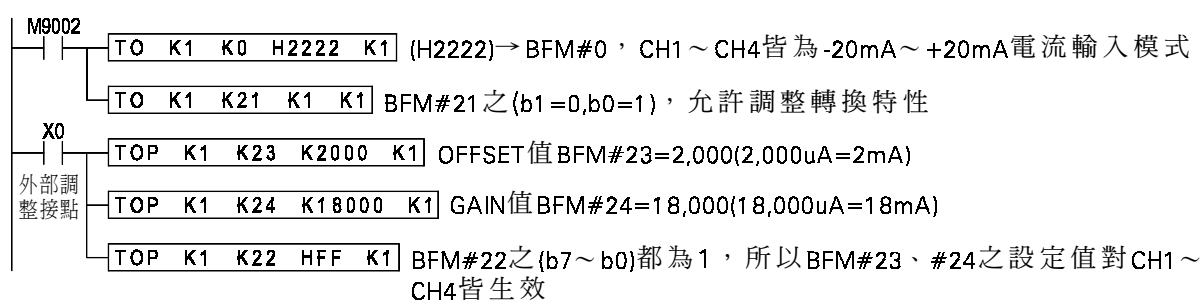 M9002
TO K1 K0 H2222 K1 (H2222)→BFM#0，CH1～CH4皆為-20mA～+20mA電流輸入模式
TO K1 K21 K1 K1 BFM#21之(b1=0,b0=1)，允許調整轉換特性
X0
TOP K1 K23 K2000 K1 OFFSET值BFM#23=2,000(2,000uA=2mA)
外部調
整接點
TOP K1 K24 K18000 K1 GAIN值BFM#24=18,000(18,000uA=18mA)
TOP K1 K22 HFF K1 BFM#22之(b7～b0)都為1，所以BFM#23、#24之設定值對CH1～
CH4皆生效